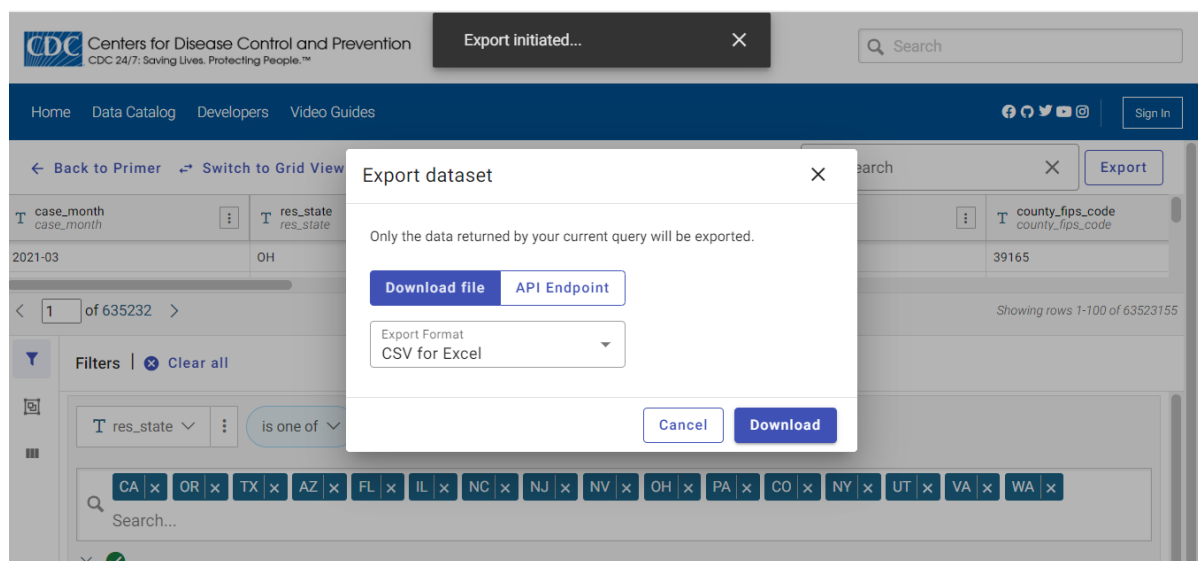 CDC
Centers for Disease Control and Prevention
CDC 24/7: Saving Lives. Protecting People.™
Export initiated...
Search
Home Data Catalog Developers Video Guides
Sign In
Back to Primer Switch to Grid View
Export dataset
earch
Export
T case_month
case_month
T res_state
res_state
T county_fips_code
county_fips_code
Only the data returned by your current query will be exported.
2021-03
OH
39165
Download file API Endpoint
1 of 635232
Showing rows 1-100 of 63523155
Export Format
CSV for Excel
Filters Clear all
T res_state
is one of
Cancel Download
CA OR TX AZ FL IL NC NJ NV OH PA CO NY UT VA WA
Search...